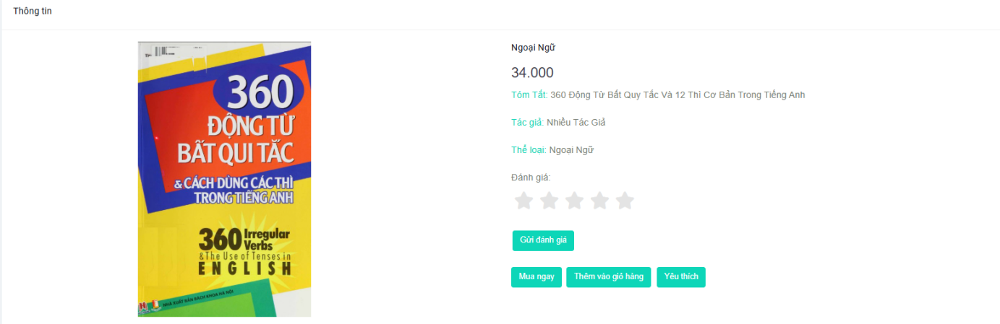 Thông tin
360
ĐỘNG TỪ
BẤT QUI TẮC
& CÁCH DÙNG CÁC THÌ
TRONG TIẾNG ANH
360 Irregular
Verbs
& The Use of Tenses in
ENGLISH
NHÀ XUẤT BẢN BÁCH KHOA HÀ NỘI
Ngoại Ngữ
34.000
Tóm Tắt: 360 Động Từ Bất Quy Tắc Và 12 Thì Cơ Bản Trong Tiếng Anh
Tác giả: Nhiều Tác Giả
Thể loại: Ngoại Ngữ
Đánh giá:
Gửi đánh giá
Mua ngay Thêm vào giỏ hàng Yêu thích